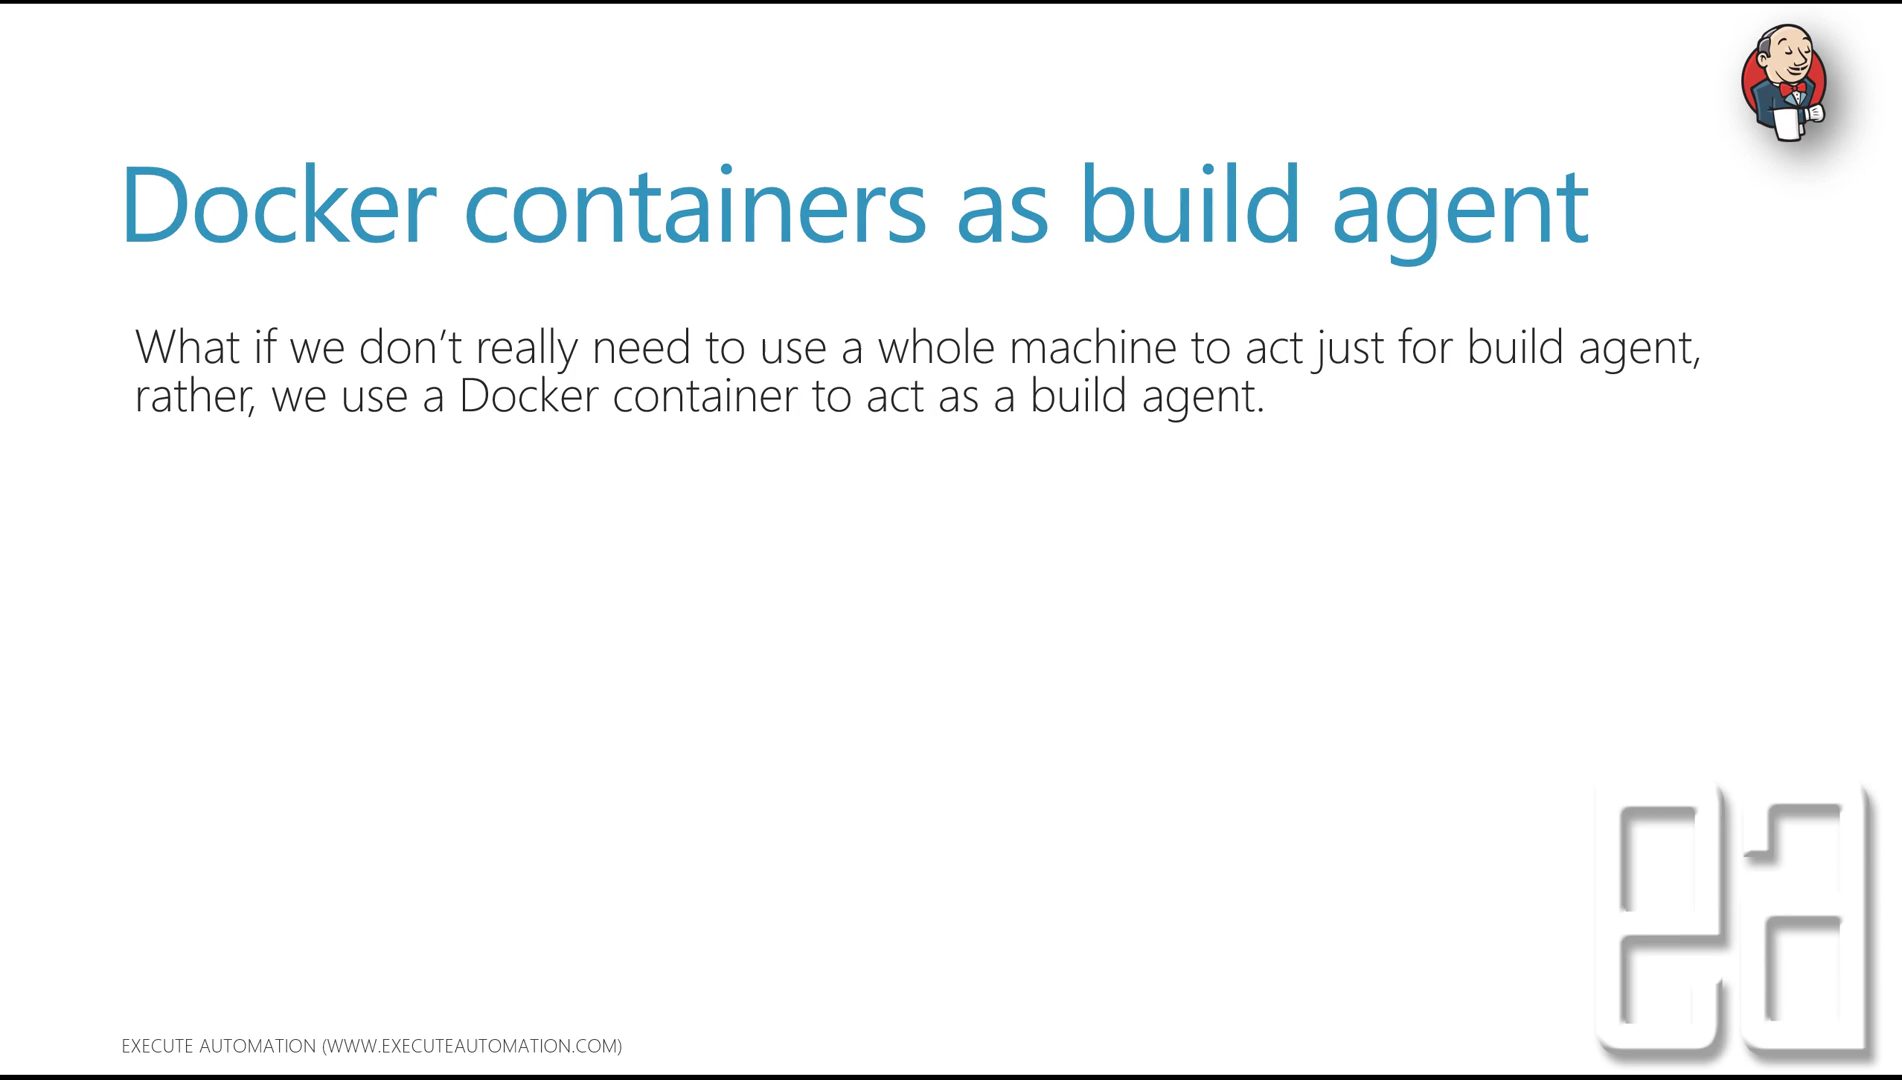 Docker containers as build agent
What if we don’t really need to use a whole machine to act just for build agent,
rather, we use a Docker container to act as a build agent.
ea
EXECUTE AUTOMATION (WWW.EXECUTEAUTOMATION.COM)